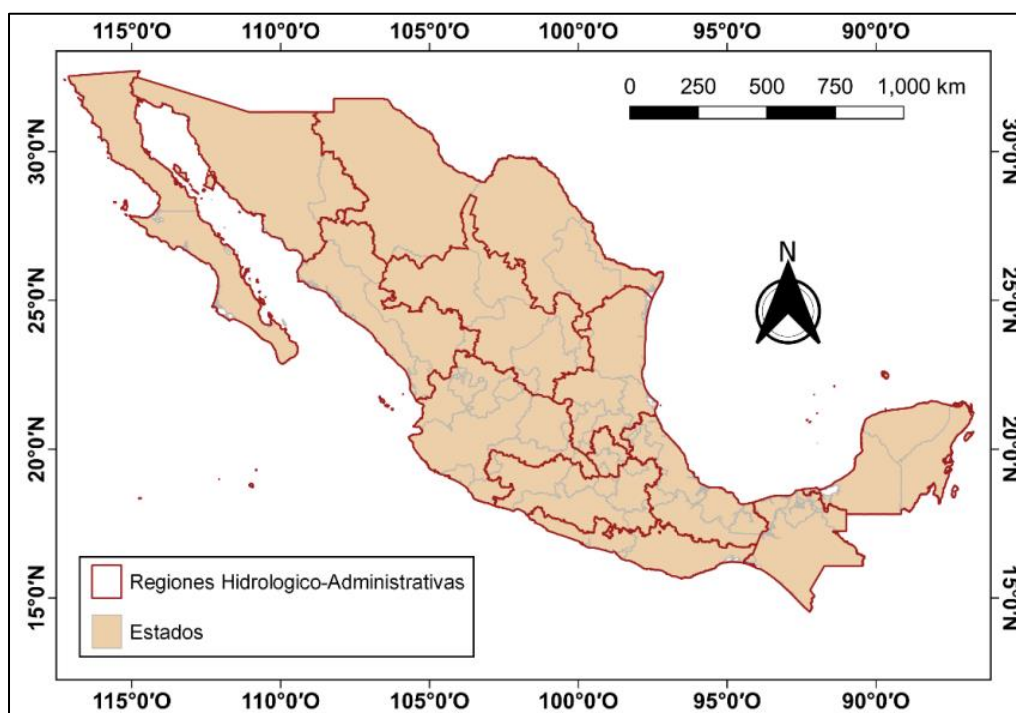 115°0'O 110°0'O 105°0'O 100°0'O 95°0'O 90°0'O
0 250 500 750 1,000 km
30°0'N 30°0'N
N
25°0'N 25°0'N
20°0'N 20°0'N
15°0'N 15°0'N
Regiones Hidrologico-Administrativas
Estados
115°0'O 110°0'O 105°0'O 100°0'O 95°0'O 90°0'O